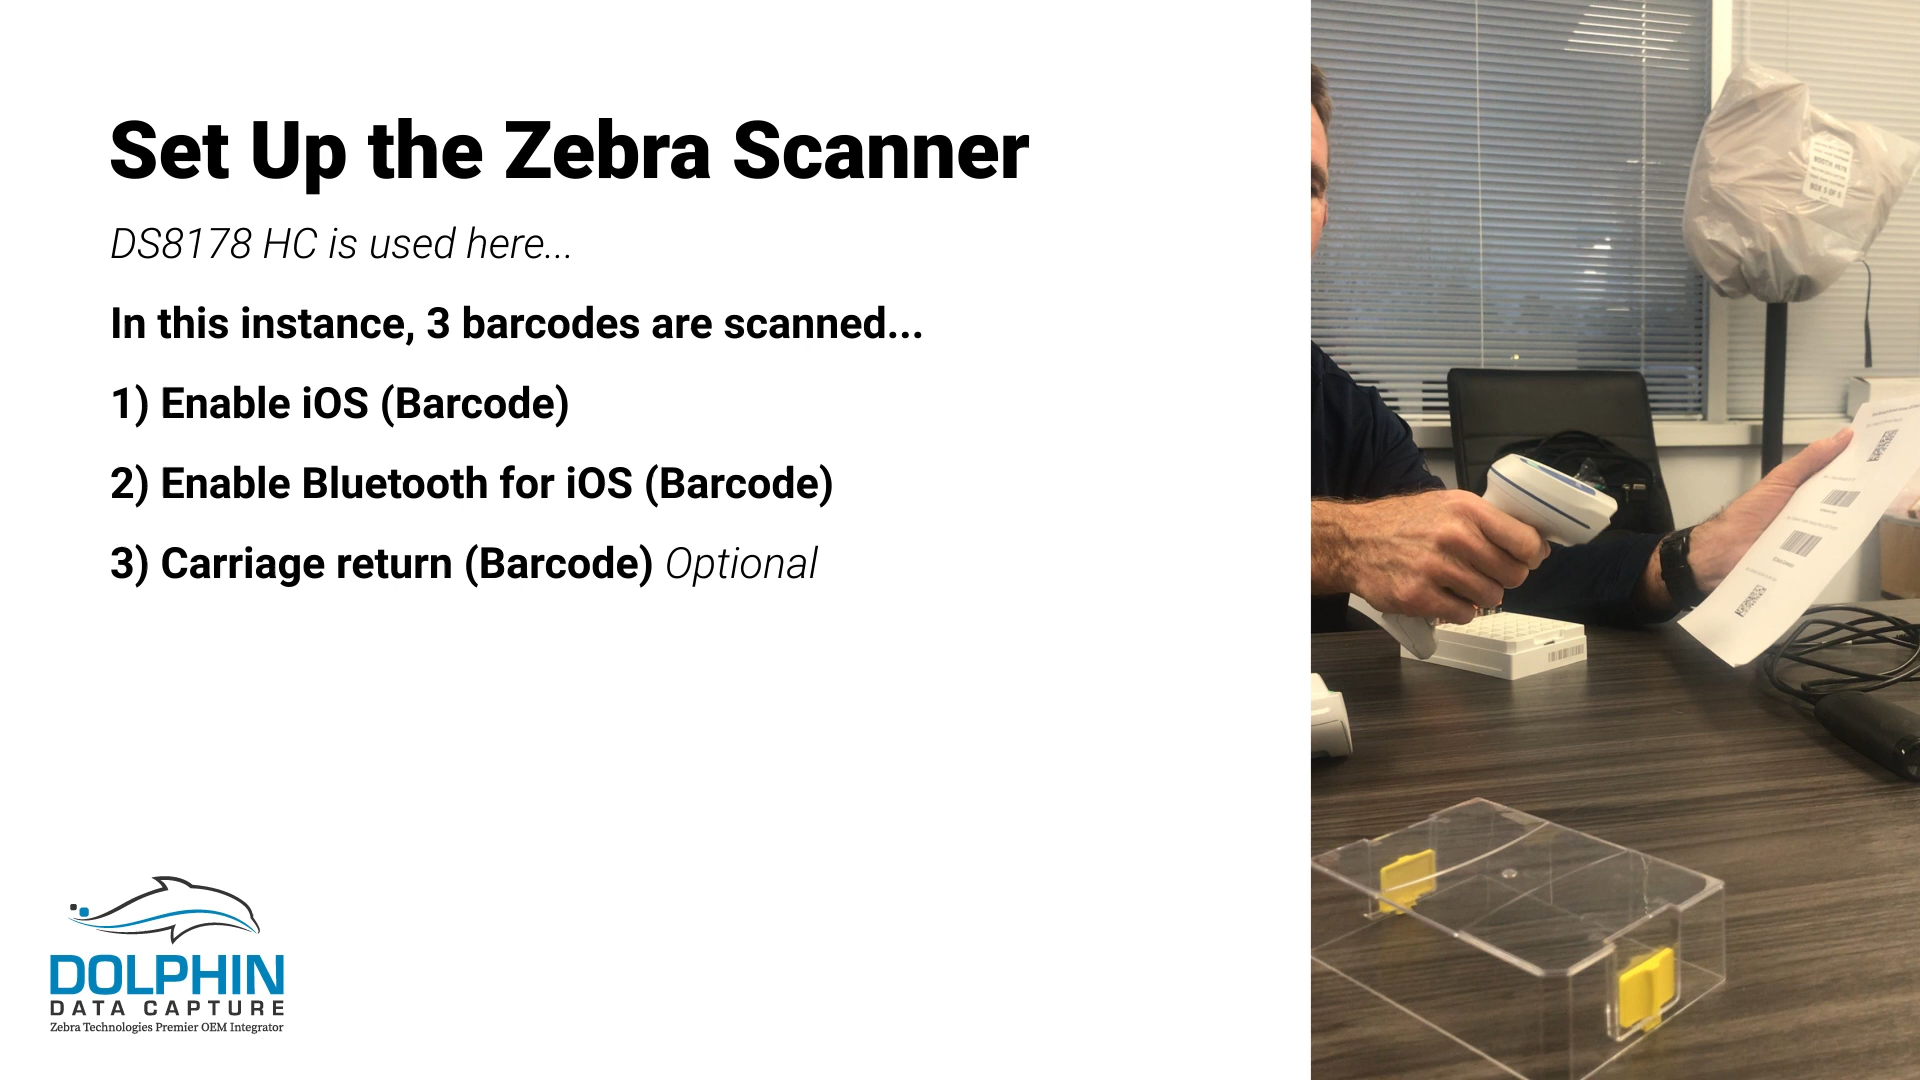 Set Up the Zebra Scanner
DS8178 HC is used here...
In this instance, 3 barcodes are scanned...
1) Enable iOS (Barcode)
2) Enable Bluetooth for iOS (Barcode)
3) Carriage return (Barcode) Optional
DOLPHIN
DATA CAPTURE
Zebra Technologies Premier OEM Integrator